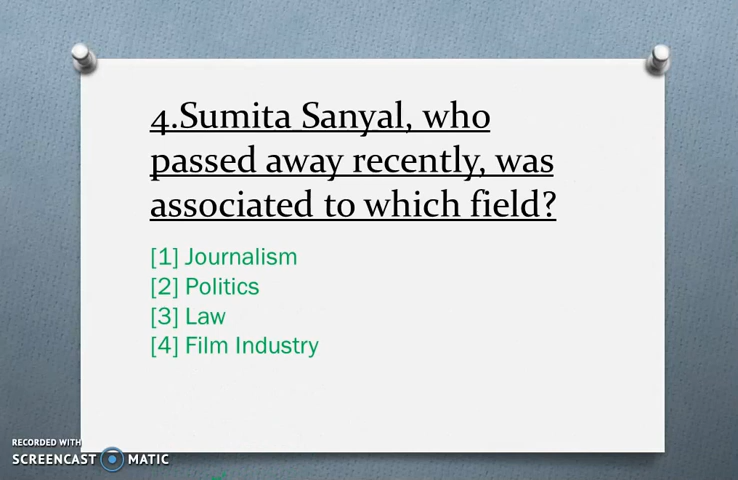 4.Sumita Sanyal, who
passed away recently, was
associated to which field?
[1] Journalism
[2] Politics
[3] Law
[4] Film Industry
RECORDED WITH
SCREENCAST MATIC